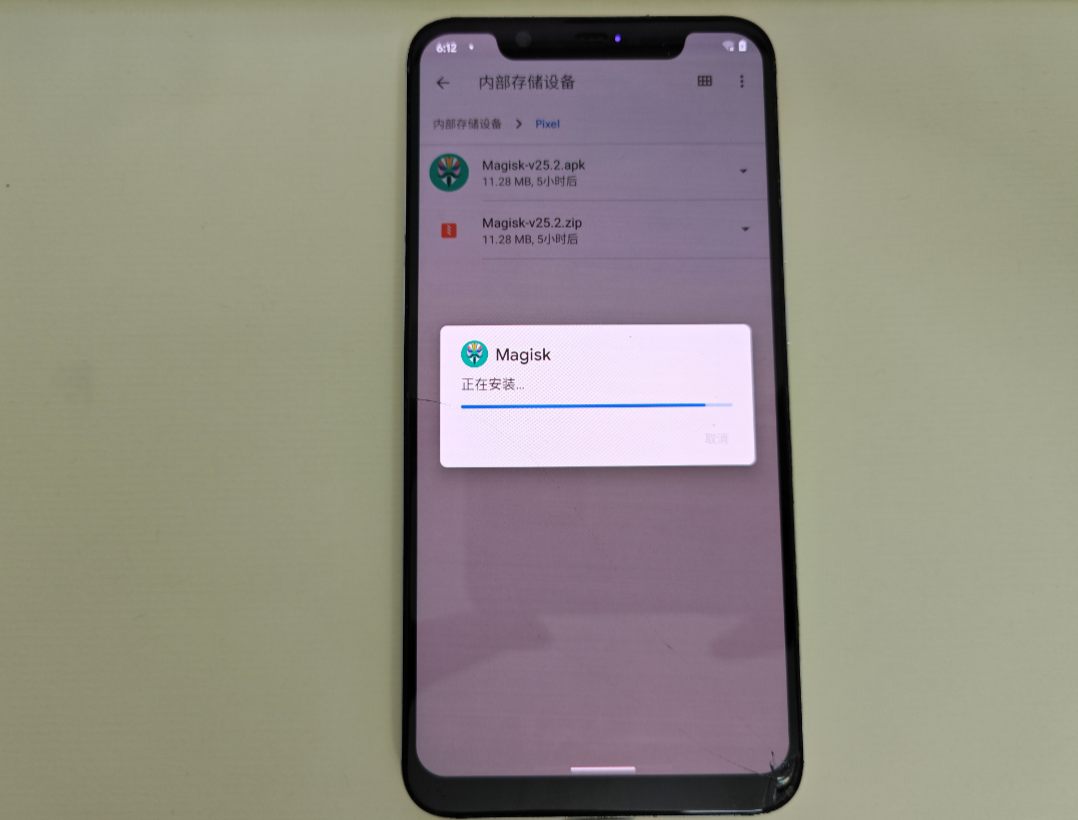 6:12
内部存储设备
内部存储设备 > Pixel
Magisk-v25.2.apk
11.28 MB, 5小时后
Magisk-v25.2.zip
11.28 MB, 5小时后
Magisk
正在安装...
取消